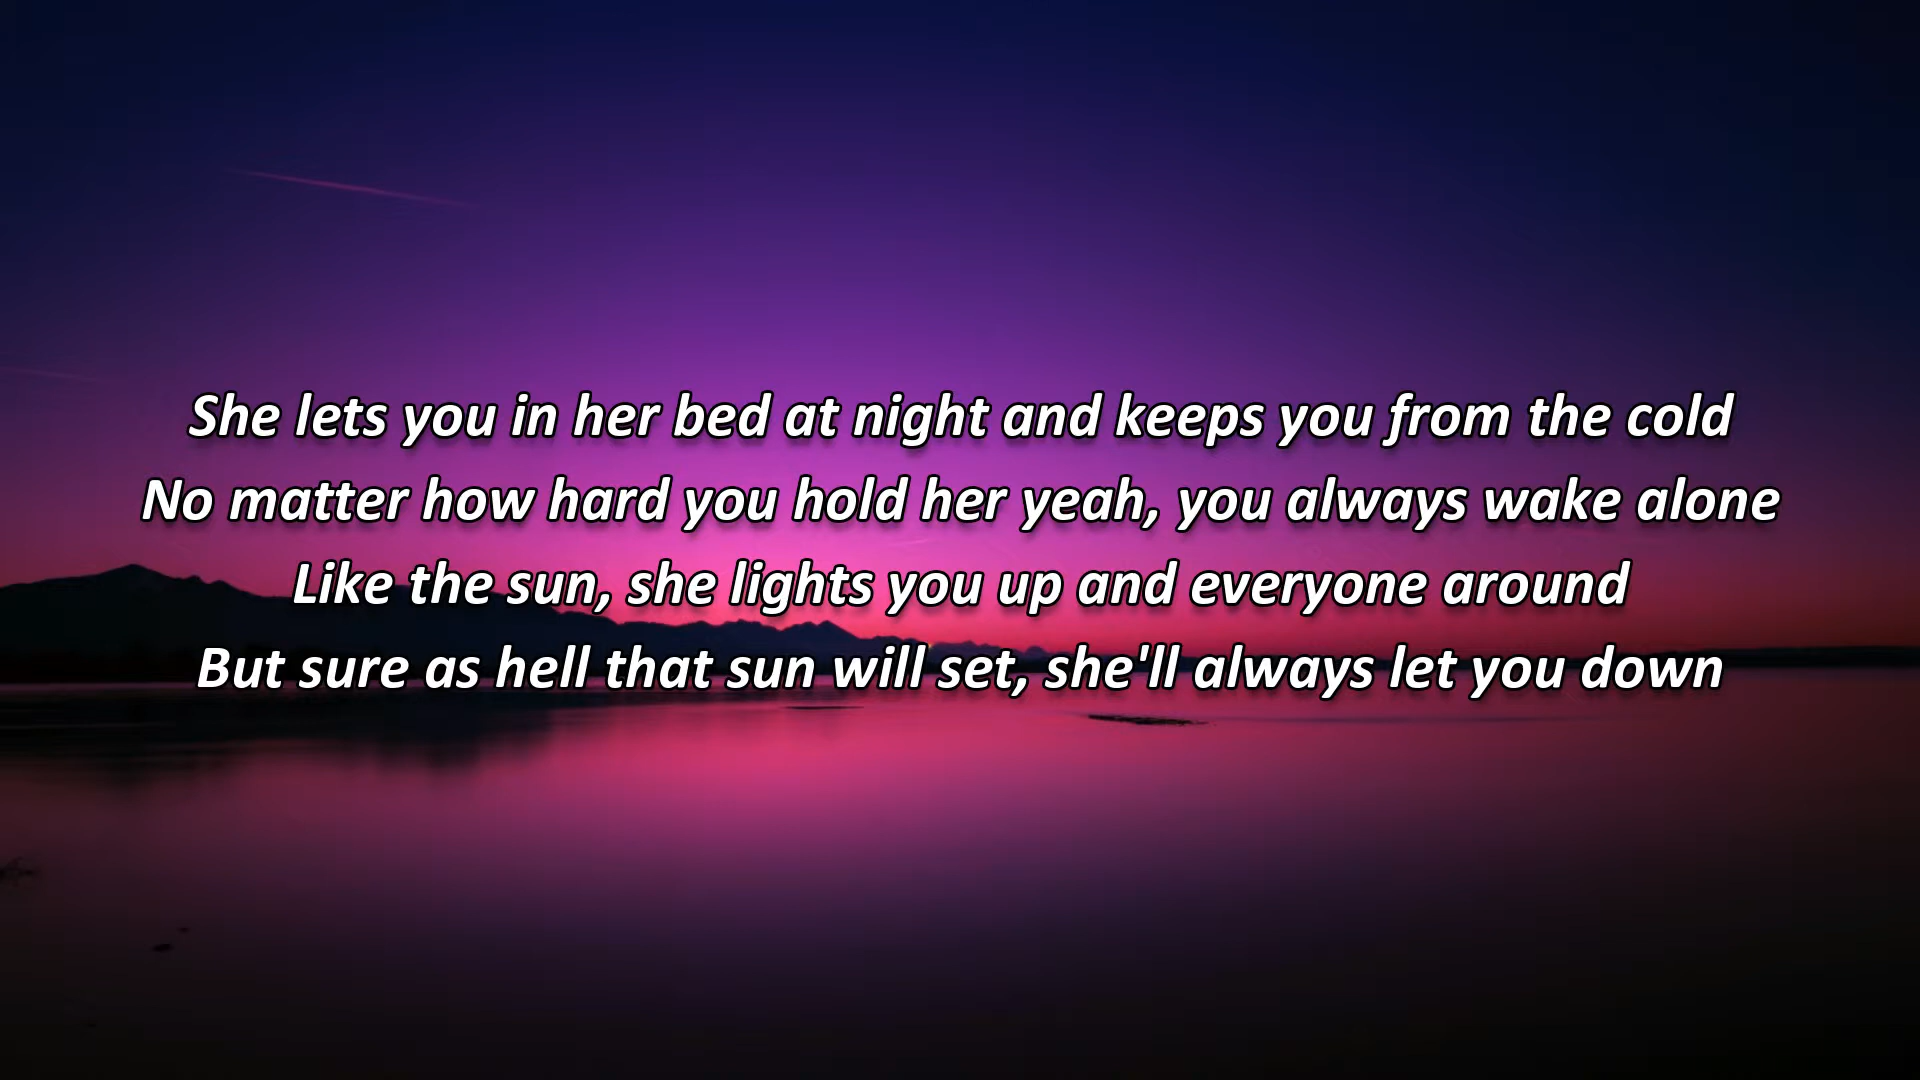 She lets you in her bed at night and keeps you from the cold
No matter how hard you hold her yeah, you always wake alone
Like the sun, she lights you up and everyone around
But sure as hell that sun will set, she'll always let you down